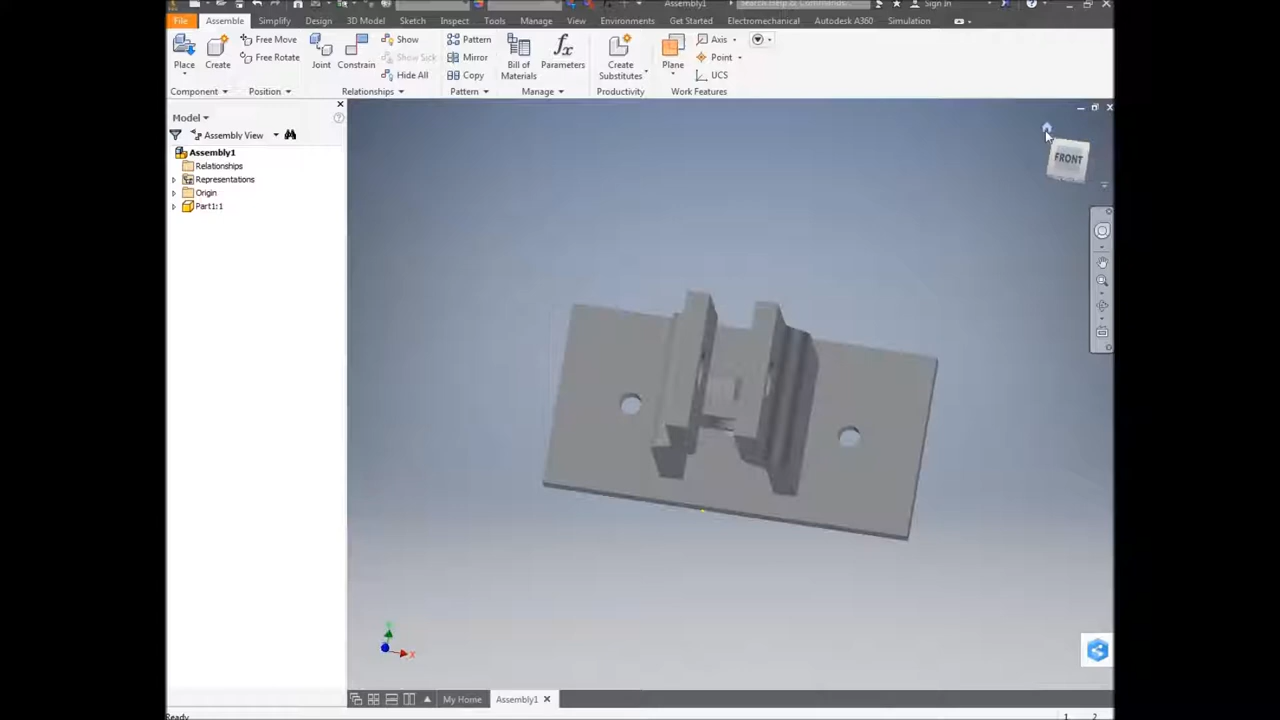 Assembly1
Search Help & Commands...
Sign In
File Assemble Simplify Design 3D Model Sketch Inspect Tools Manage View Environments Get Started Electromechanical Autodesk A360 Simulation
Place Create Free Move Free Rotate Joint Constrain Show Show Sick Hide All Pattern Mirror Copy Bill of Materials Parameters Create Substitutes Plane Axis Point UCS
Component Position Relationships Pattern Manage Productivity Work Features
Model
Assembly View
Assembly1
Relationships
Representations
Origin
Part1:1
FRONT
X
My Home Assembly1
Ready
1 2